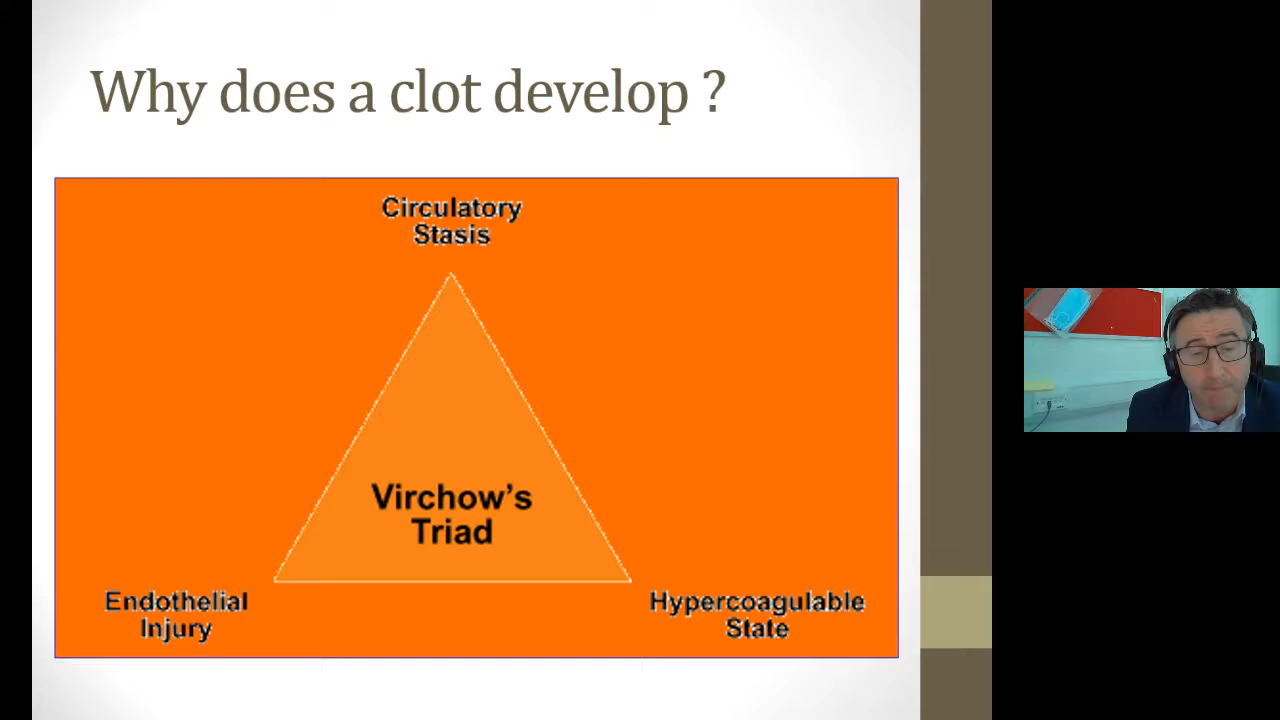 Why does a clot develop ?
Circulatory
Stasis
Virchow's
Triad
Endothelial
Injury
Hypercoagulable
State